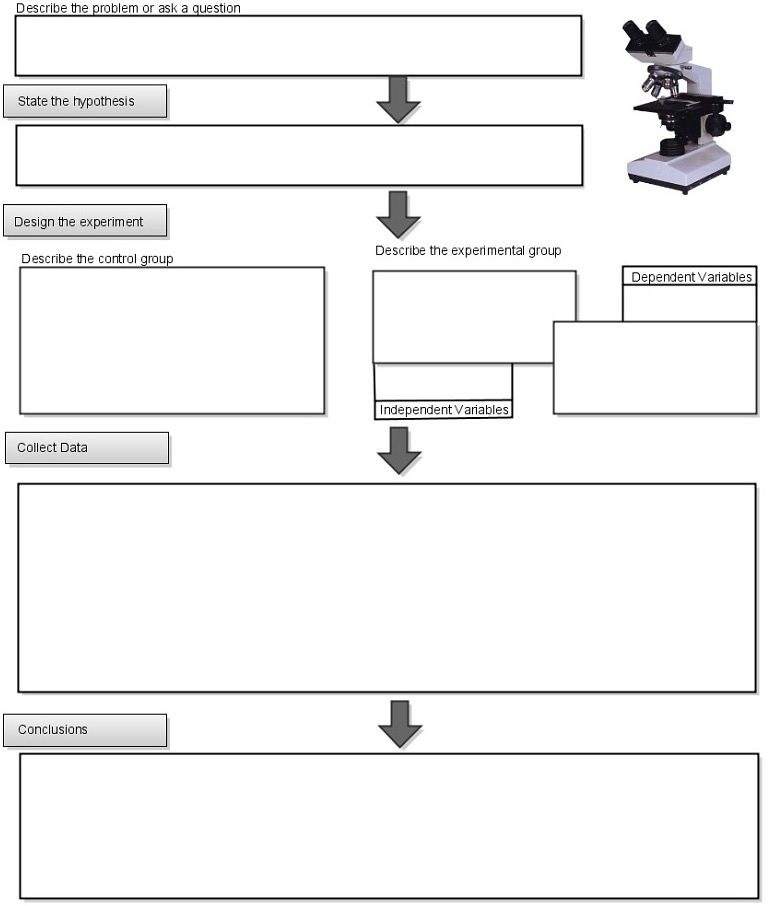 Describe the problem or ask a question
State the hypothesis
Design the experiment
Describe the control group
Describe the experimental group
Dependent Variables
Independent Variables
Collect Data
Conclusions